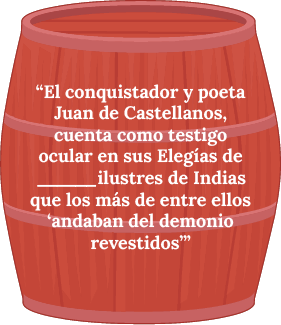 “El conquistador y poeta
Juan de Castellanos,
cuenta como testigo
ocular en sus Elegías de
______ilustres de Indias
que los más de entre ellos
‘andaban del demonio
revestidos’”